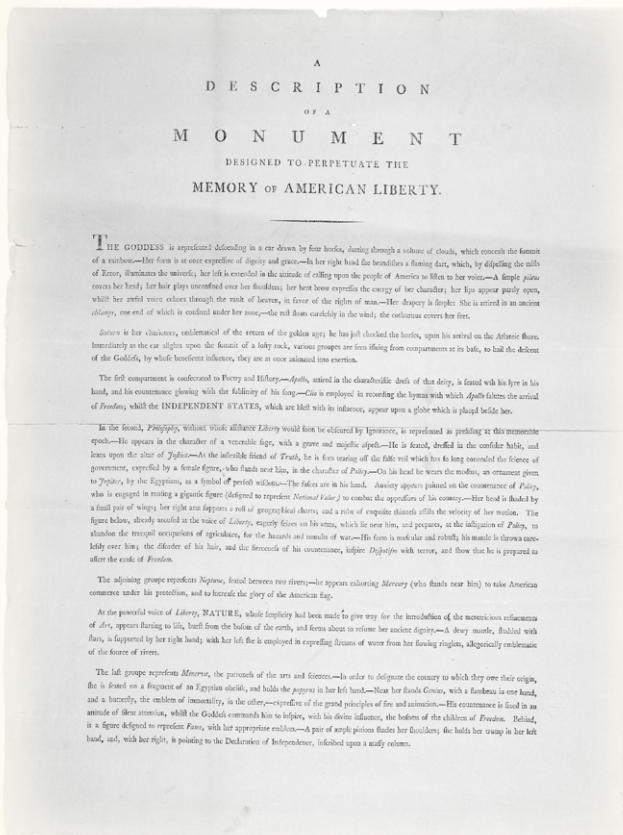 A
DESCRIPTION
OF A
MONUMENT
DESIGNED TO PERPETUATE THE
MEMORY OF AMERICAN LIBERTY.
THE GODDESS is represented descending in a car drawn by four horses, darting through a volume of clouds, which conceals the summit
of a rainbow.—Her form is at once expressive of dignity and grace.—In her right hand she brandishes a flaming dart, which, by dispelling the mists
of Error, illuminates the universe; her left is extended in the attitude of calling upon the people of America to listen to her voice.—A simple pileus
covers her head; her hair plays unconfined over her shoulders; her bent brow expresses the energy of her character; her lips appear partly open,
whilst her awful voice echoes through the vault of heaven, in favor of the rights of man.—Her drapery is simple; She is attired in an ancient
chlamys, one end of which is confined under her zone,—the rest floats carelessly in the wind; the cothurnus covers her feet.
Saturn is her charioteer, emblematical of the return of the golden age; he has just checked the horses, upon his arrival on the Atlantic shore.
Immediately as the car alights upon the summit of a lofty rock, various groupes are seen issuing from compartments at its base, to hail the descent
of the Goddess, by whose beneficent influence, they are at once animated into exertion.
The first compartment is consecrated to Poetry and History.—Apollo, attired in the characteristic dress of that deity, is seated with his lyre in his
hand, and his countenance glowing with the sublimity of his song.—Clio is employed in recording the hymns with which Apollo salutes the arrival
of Freedom; whilst the INDEPENDENT STATES, which are blest with its influence, appear upon a globe which is placed beside her.
In the second, Philosophy, without whose assistance Liberty would soon be obscured by Ignorance, is represented as presiding at this memorable
epoch.—He appears in the character of a venerable sage, with a grave and majestic aspect.—He is seated, dressed in the consular habit, and
leans upon the altar of Justice.—As the inflexible friend of Truth, he is seen tearing off the false veil which has so long concealed the science of
government, expressed by a female figure, who stands near him, in the character of Policy.—On his head he wears the modius, an ornament given
to Jupiter, by the Egyptians, as a symbol of perfect wisdom.—The fasces are in his hand. Anxiety appears painted on the countenance of Policy,
who is engaged in rousing a gigantic figure (designed to represent National Valor) to combat the oppressors of his country.—Her head is shaded by
a small pair of wings; her right arm supports a roll of geographical charts; and a robe of exquisite thinness assists the velocity of her motion. The
figure below, already aroused at the voice of Liberty, eagerly seizes on his arms, which lie near him, and prepares, at the instigation of Policy, to
abandon the tranquil occupations of agriculture, for the hazards and tumults of war.—His form is muscular and robust; his mantle is thrown care-
lessly over him; the disorder of his hair, and the fierceness of his countenance, inspire Despotism with terror, and show that he is prepared to
assert the cause of Freedom.
The adjoining groupe represents Neptune, seated between two rivers;—he appears exhorting Mercury (who stands near him) to take American
commerce under his protection, and to increase the glory of the American flag.
At the powerful voice of Liberty, NATURE, whose simplicity had been made to give way for the introduction of the meretricious refinements
of Art, appears starting to life, bursts from the bosom of the earth, and seems about to resume her ancient dignity.—A dewy mantle, studded with
stars, is supported by her right hand; with her left she is employed in expressing streams of water from her flowing ringlets, allegorically emblematic
of the source of rivers.
The last groupe represents Minerva, the patroness of the arts and sciences.—In order to designate the country to which they owe their origin,
she is seated on a fragment of an Egyptian obelisk, and holds the papyrus in her left hand.—Near her stands Genius, with a flambeau in one hand,
and a butterfly, the emblem of immortality, in the other,—expressive of the grand principles of fire and animation.—His countenance is fixed in an
attitude of silent attention, whilst the Goddess commands him to inspire, with his divine influence, the bosoms of the children of Freedom. Behind,
is a figure designed to represent Fame, with her appropriate emblems.—A pair of ample pinions shades her shoulders; she holds her trump in her left
hand, and, with her right, is pointing to the Declaration of Independence, inscribed upon a massy column.